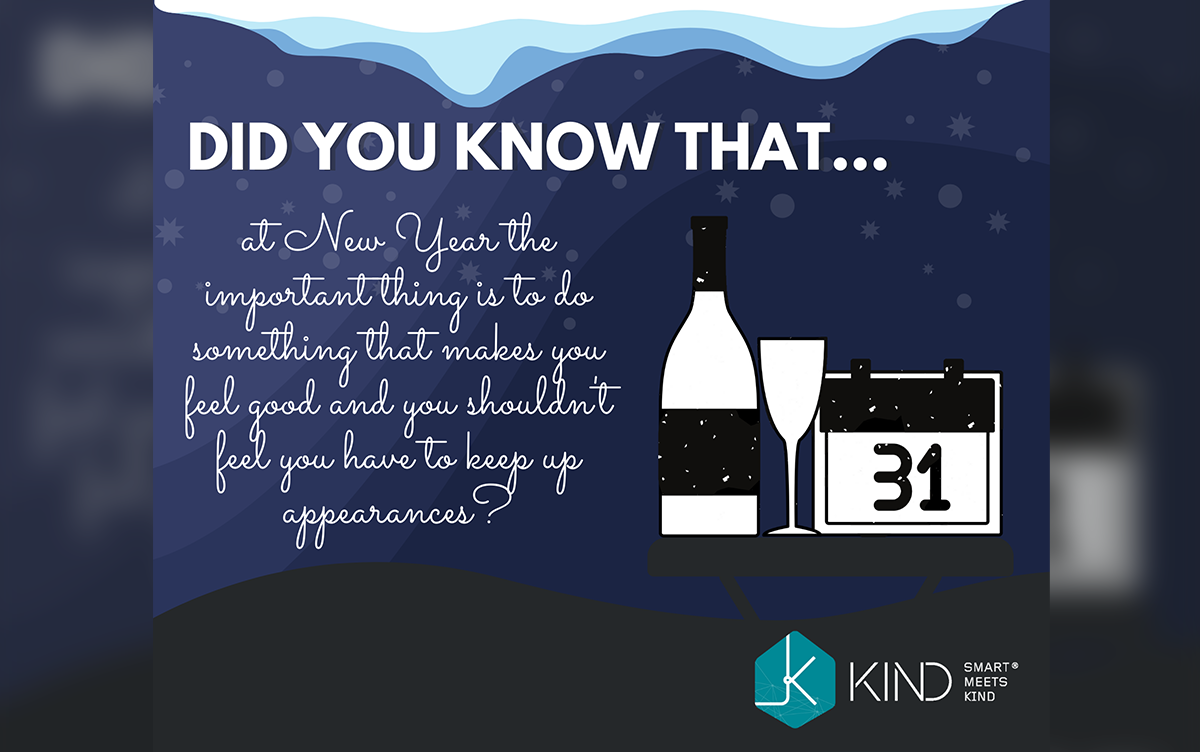 DID YOU KNOW THAT...
at New Year the
important thing is to do
something that makes you
feel good and you shouldn't
feel you have to keep up
appearances?
31
KIND
SMART®
MEETS
KIND